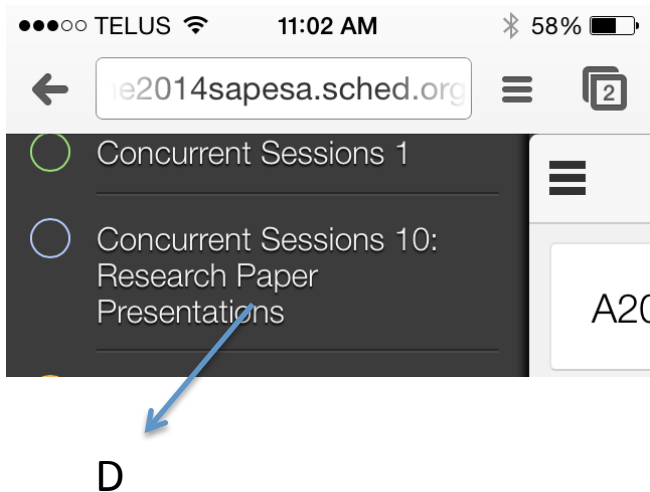 TELUS 11:02 AM 58%
e2014sapesa.sched.org 2
Concurrent Sessions 1
Concurrent Sessions 10:
Research Paper
Presentations
A20
D